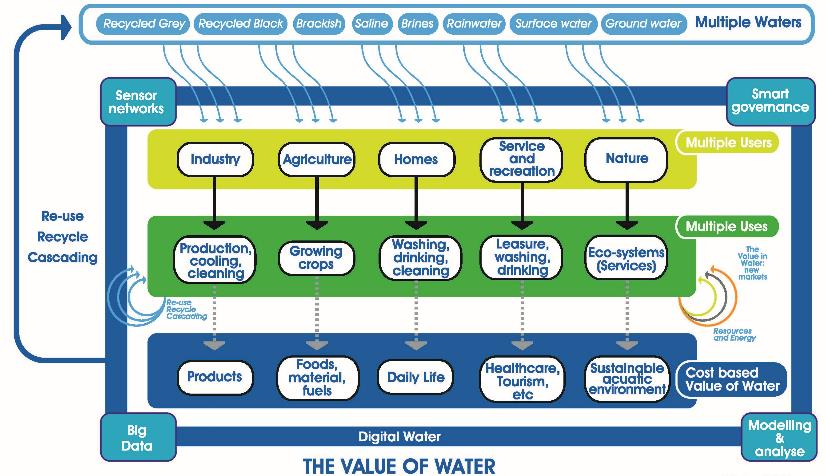 Recycled Grey
Recycled Black
Brackish
Saline
Brines
Rainwater
Surface water
Ground water
Multiple Waters
Sensor
networks
Smart
governance
Multiple Users
Industry
Agriculture
Homes
Service
and
recreation
Nature
Re-use
Recycle
Cascading
Multiple Uses
Production,
cooling,
cleaning
Growing
crops
Washing,
drinking,
cleaning
Leasure,
washing,
drinking
Eco-systems
(Services)
The
Value in
Water:
new
markets
Re-use
Recycle
Cascading
Resources
and Energy
Products
Foods,
material,
fuels
Daily Life
Healthcare,
Tourism,
etc
Sustainable
acuatic
environment
Cost based
Value of Water
Big
Data
Digital Water
Modelling
&
analyse
THE VALUE OF WATER